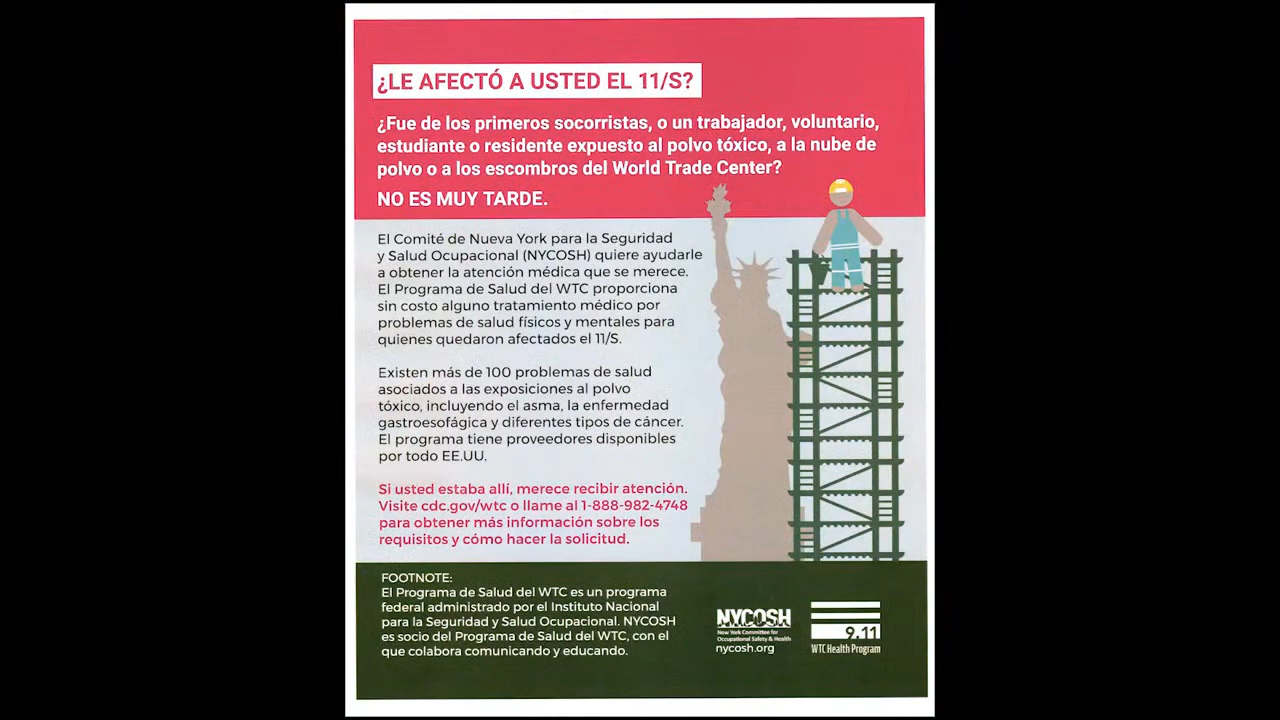 ¿LE AFECTÓ A USTED EL 11/S?
¿Fue de los primeros socorristas, o un trabajador, voluntario,
estudiante o residente expuesto al polvo tóxico, a la nube de
polvo o a los escombros del World Trade Center?
NO ES MUY TARDE.
El Comité de Nueva York para la Seguridad
y Salud Ocupacional (NYCOSH) quiere ayudarle
a obtener la atención médica que se merece.
El Programa de Salud del WTC proporciona
sin costo alguno tratamiento médico por
problemas de salud físicos y mentales para
quienes quedaron afectados el 11/S.
Existen más de 100 problemas de salud
asociados a las exposiciones al polvo
tóxico, incluyendo el asma, la enfermedad
gastroesofágica y diferentes tipos de cáncer.
El programa tiene proveedores disponibles
por todo EE.UU.
Si usted estaba allí, merece recibir atención.
Visite cdc.gov/wtc o llame al 1-888-982-4748
para obtener más información sobre los
requisitos y cómo hacer la solicitud.
FOOTNOTE:
El Programa de Salud del WTC es un programa
federal administrado por el Instituto Nacional
para la Seguridad y Salud Ocupacional. NYCOSH
es socio del Programa de Salud del WTC, con el
que colabora comunicando y educando.
NYCOSH
New York Committee for
Occupational Safety & Health
nycosh.org
9.11
WTC Health Program